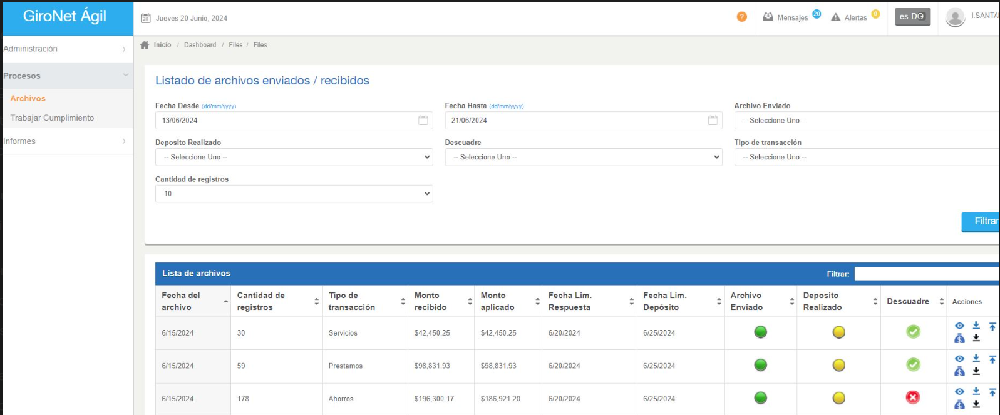 GiroNet Ágil
20 Jueves 20 Junio, 2024
? Mensajes 20 Alertas 0 es-DO I.SANTA
Administración
Procesos
Archivos
Trabajar Cumplimiento
Informes
Inicio / Dashboard / Files / Files
Listado de archivos enviados / recibidos
Fecha Desde (dd/mm/yyyy) Fecha Hasta (dd/mm/yyyy) Archivo Enviado
13/06/2024 21/06/2024 -- Seleccione Uno --
Deposito Realizado Descuadre Tipo de transacción
-- Seleccione Uno -- -- Seleccione Uno -- -- Seleccione Uno --
Cantidad de registros
10
Filtrar
Lista de archivos Filtrar:
Fecha del archivo Cantidad de registros Tipo de transacción Monto recibido Monto aplicado Fecha Lim. Respuesta Fecha Lim. Depósito Archivo Enviado Deposito Realizado Descuadre Acciones
6/15/2024 30 Servicios $42,450.25 $42,450.25 6/20/2024 6/25/2024
6/15/2024 59 Prestamos $98,831.93 $98,831.93 6/20/2024 6/25/2024
6/15/2024 178 Ahorros $196,300.17 $186,921.20 6/20/2024 6/25/2024